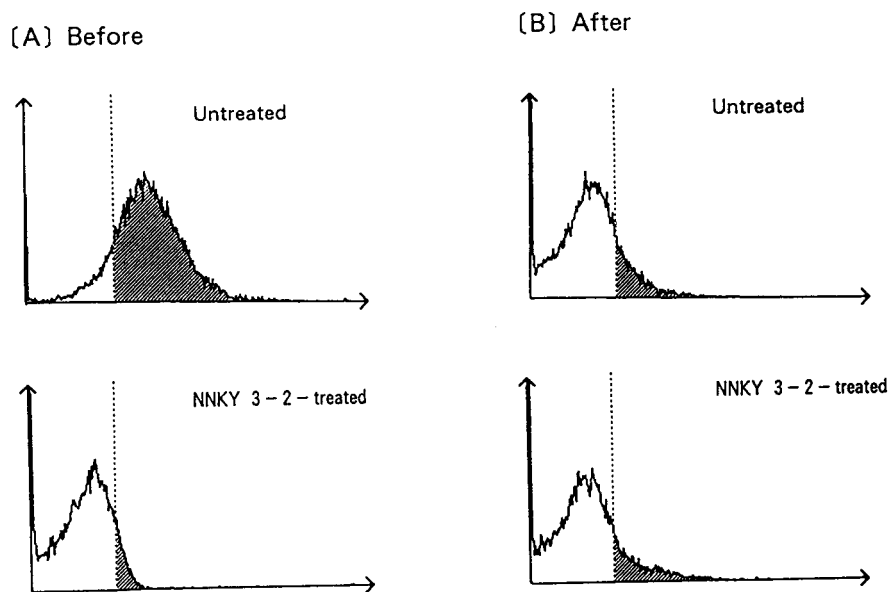 〔A〕 Before
〔B〕 After
Untreated
Untreated
NNKY 3-2-treated
NNKY 3-2-treated